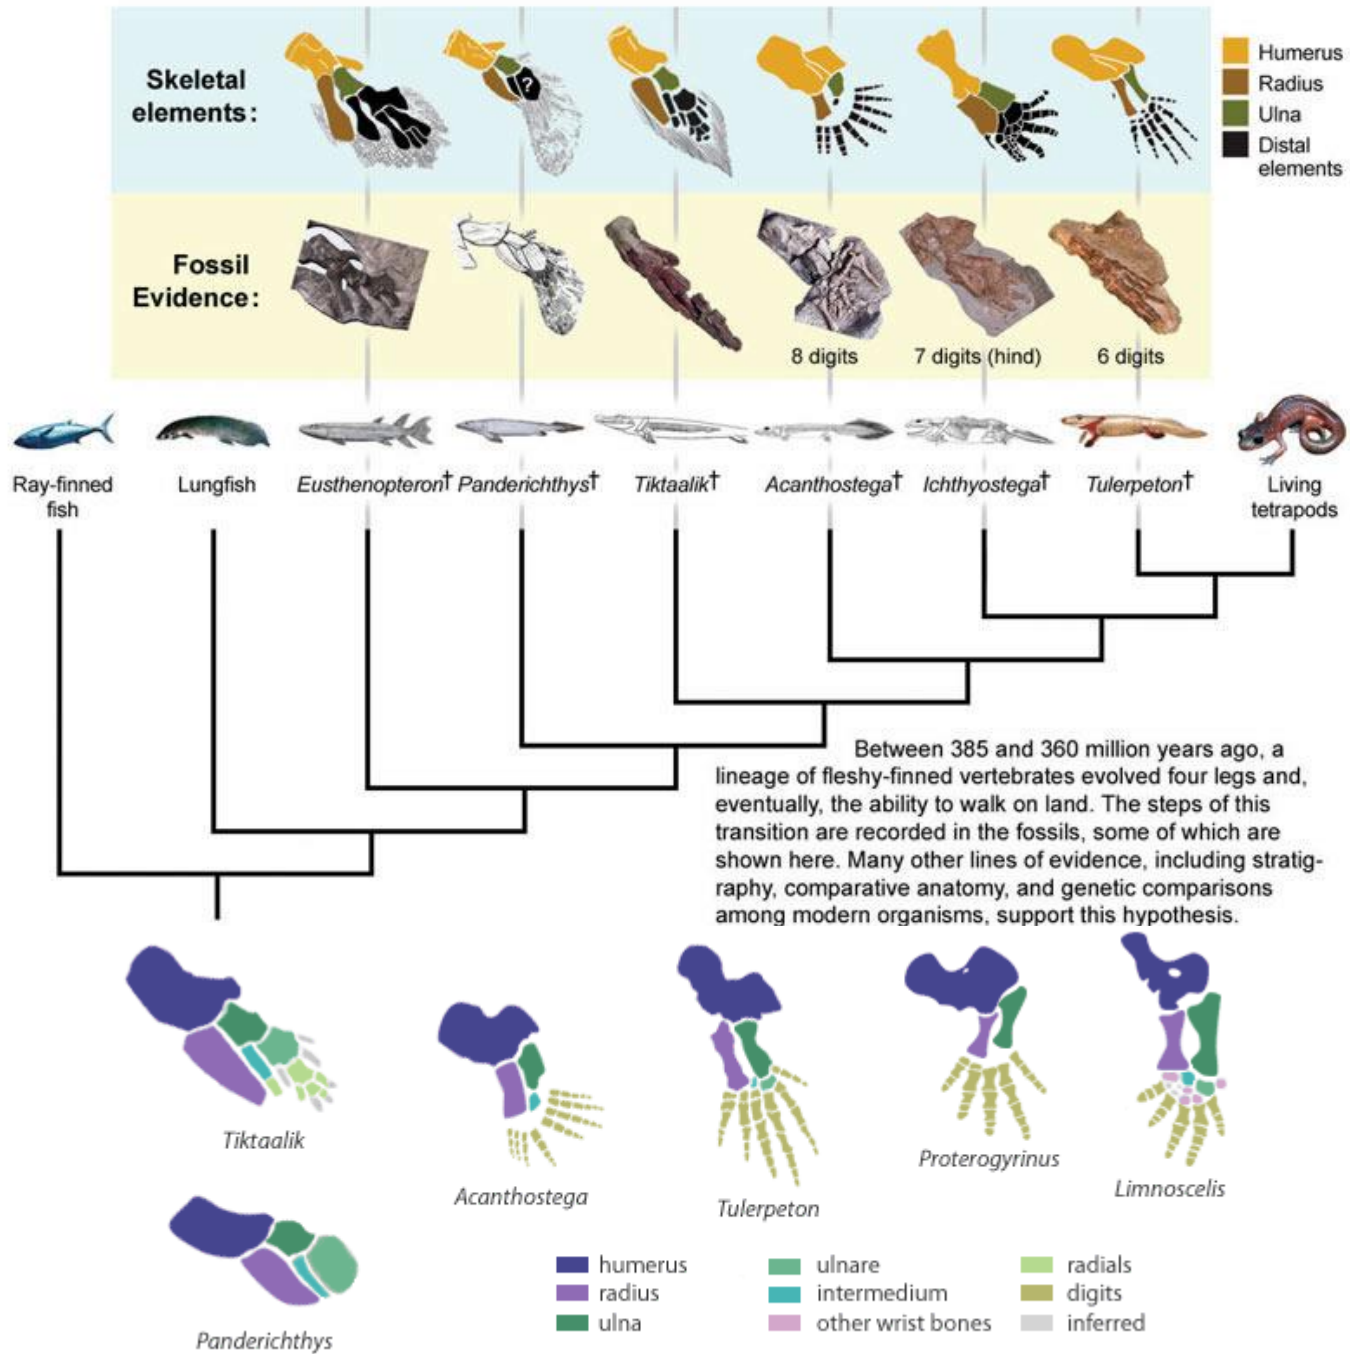 Skeletal
elements:
?
Humerus
Radius
Ulna
Distal
elements
Fossil
Evidence:
8 digits
7 digits (hind)
6 digits
Ray-finned
fish
Lungfish
Eusthenopteron†
Panderichthys†
Tiktaalik†
Acanthostega†
Ichthyostega†
Tulerpeton†
Living
tetrapods
Between 385 and 360 million years ago, a
lineage of fleshy-finned vertebrates evolved four legs and,
eventually, the ability to walk on land. The steps of this
transition are recorded in the fossils, some of which are
shown here. Many other lines of evidence, including stratig-
raphy, comparative anatomy, and genetic comparisons
among modern organisms, support this hypothesis.
Tiktaalik
Acanthostega
Tulerpeton
Proterogyrinus
Limnoscelis
Panderichthys
humerus
radius
ulna
ulnare
intermedium
other wrist bones
radials
digits
inferred